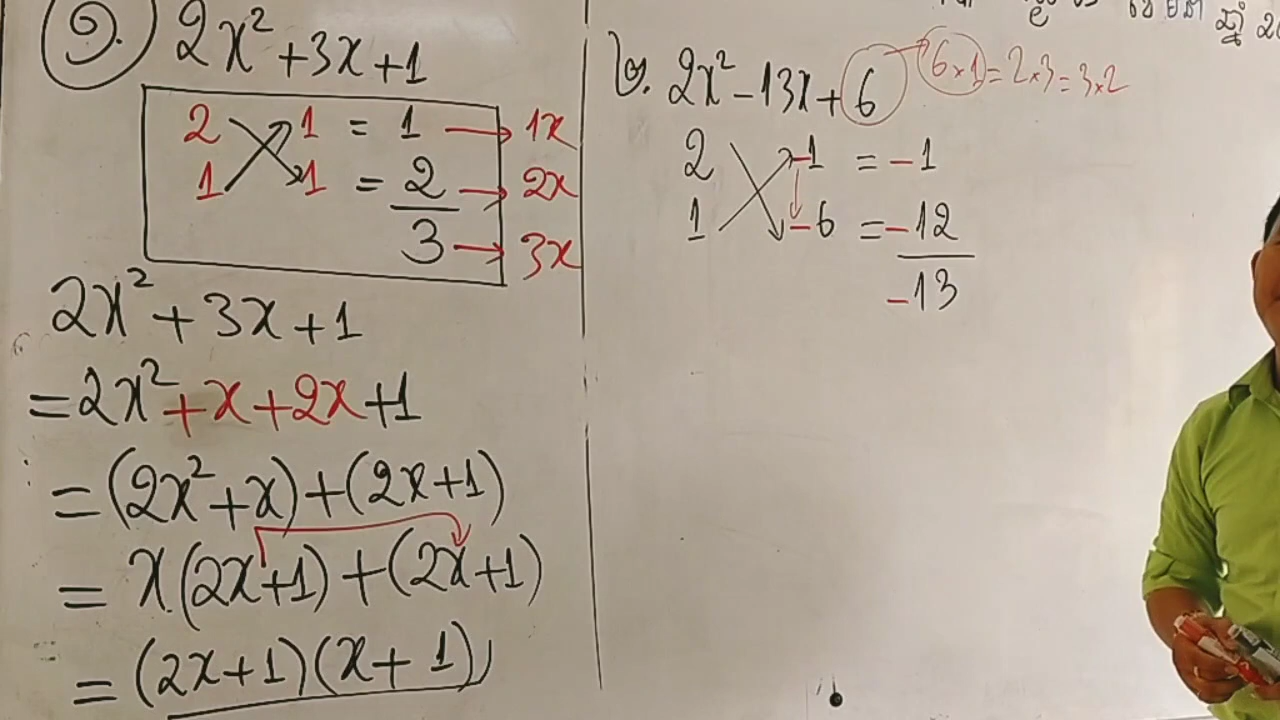 2x² + 3x + 1
2 1 = 1 → 1x
1 1 = 2 → 2x
3 → 3x
2x² + 3x + 1
= 2x² + x + 2x + 1
= (2x² + x) + (2x + 1)
= x(2x + 1) + (2x + 1)
= (2x + 1)(x + 1)
ខ. 2x² - 13x + 6 → 6×1 = 2×3 = 3×2
2 -1 = -1
1 -6 = -12
-13